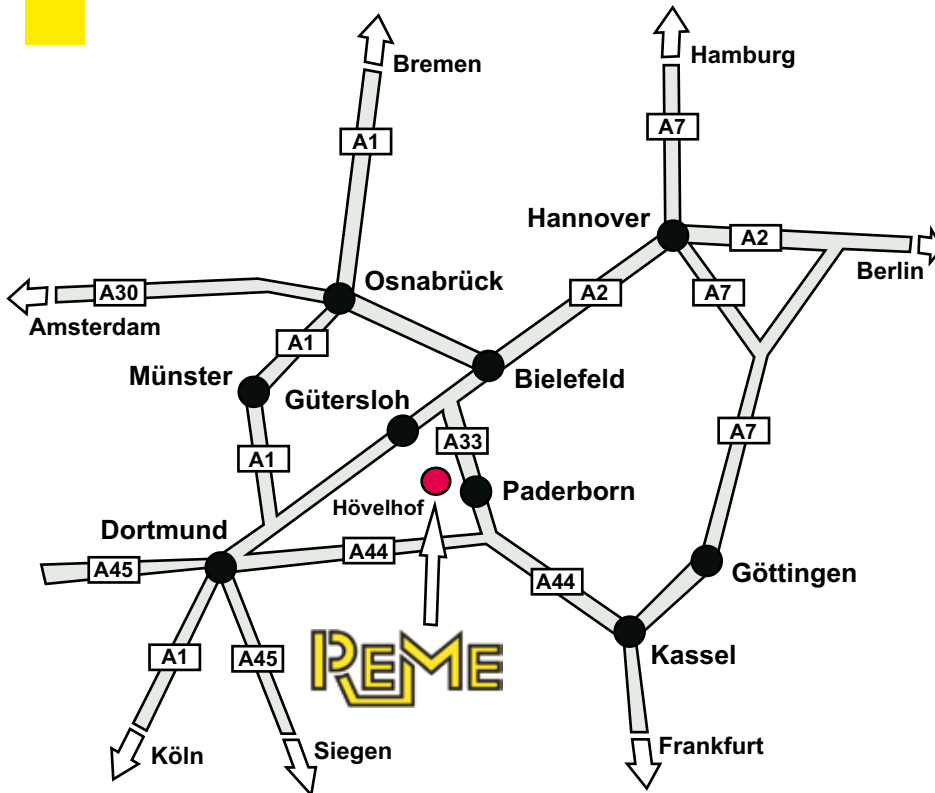 Bremen
Hamburg
A7
A1
Hannover
A2
Berlin
Osnabrück
A30
A2
A7
Amsterdam
A1
Münster
Bielefeld
Gütersloh
A33
A7
A1
Paderborn
Hövelhof
Dortmund
A44
A45
A44
Göttingen
A1
A45
REME
Kassel
Köln
Siegen
Frankfurt